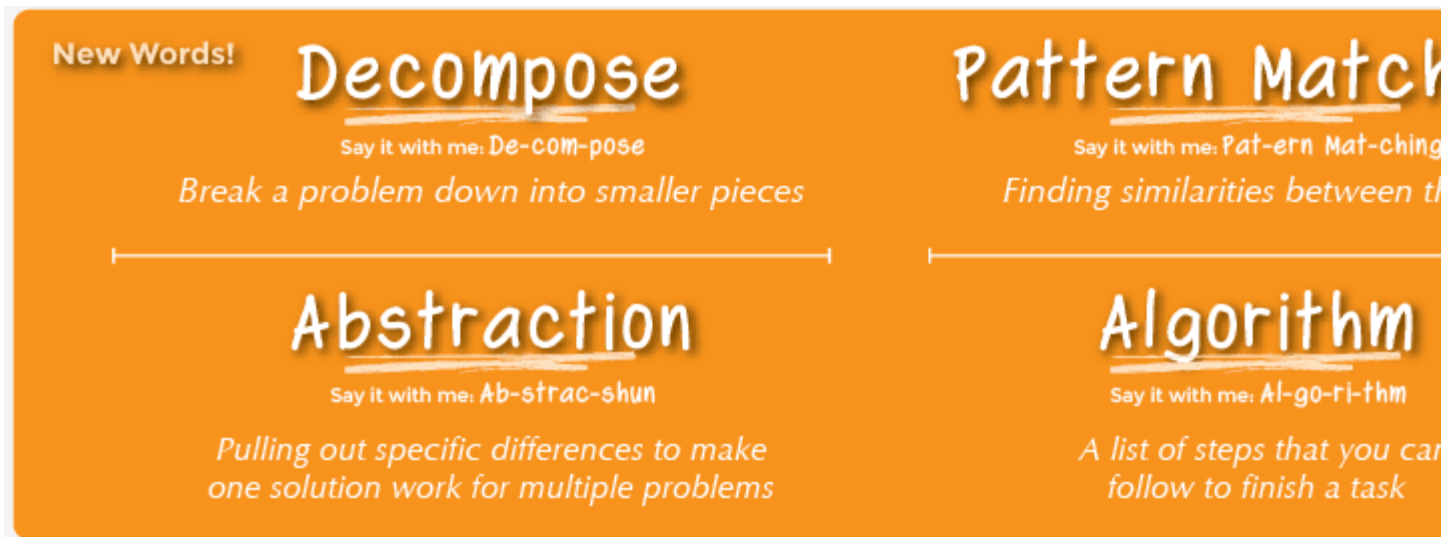 New Words!
Decompose
Say it with me: De-com-pose
Break a problem down into smaller pieces
Pattern Match
Say it with me: Pat-ern Mat-ching
Finding similarities between th
Abstraction
Say it with me: Ab-strac-shun
Pulling out specific differences to make
one solution work for multiple problems
Algorithm
Say it with me: Al-go-ri-thm
A list of steps that you can
follow to finish a task